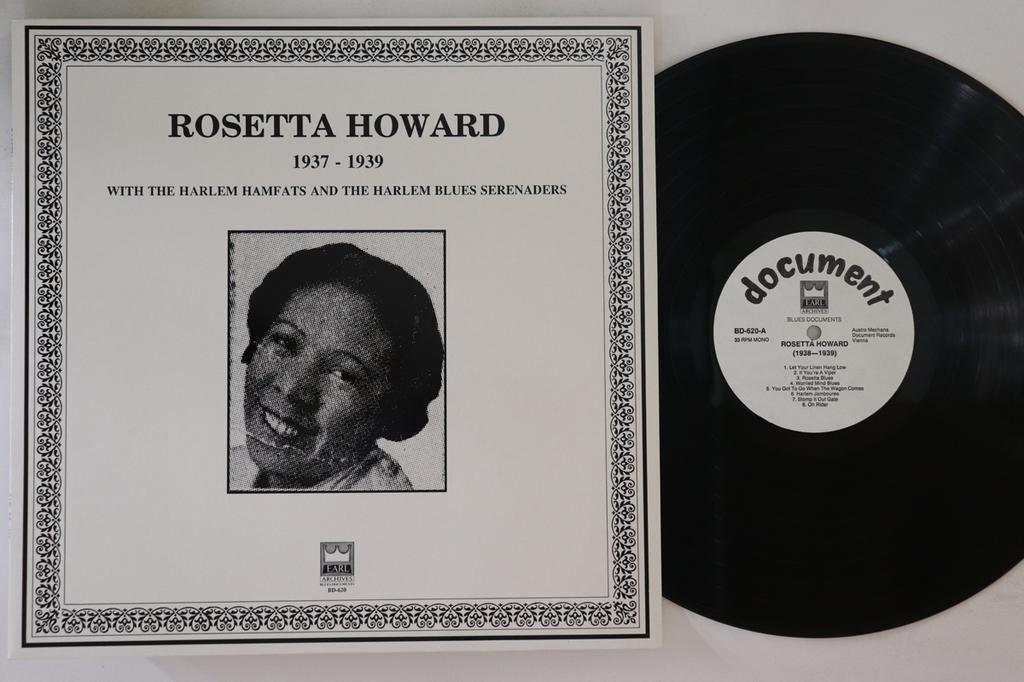 ROSETTA HOWARD
1937 - 1939
WITH THE HARLEM HAMFATS AND THE HARLEM BLUES SERENADERS
EARL
ARCHIVES
BLUES DOCUMENTS
BD-620
document
EARL
ARCHIVES
BLUES DOCUMENTS
BD-620-A
33 RPM MONO
Austro Mechana
Document Records
Vienna
ROSETTA HOWARD
(1938—1939)
1. Let Your Linen Hang Low
2. If You're A Viper
3. Rosetta Blues
4. Worried Mind Blues
5. You Got To Go When The Wagon Comes
6. Harlem Jamboree
7. Stomp It Out Gate
8. Oh Rider